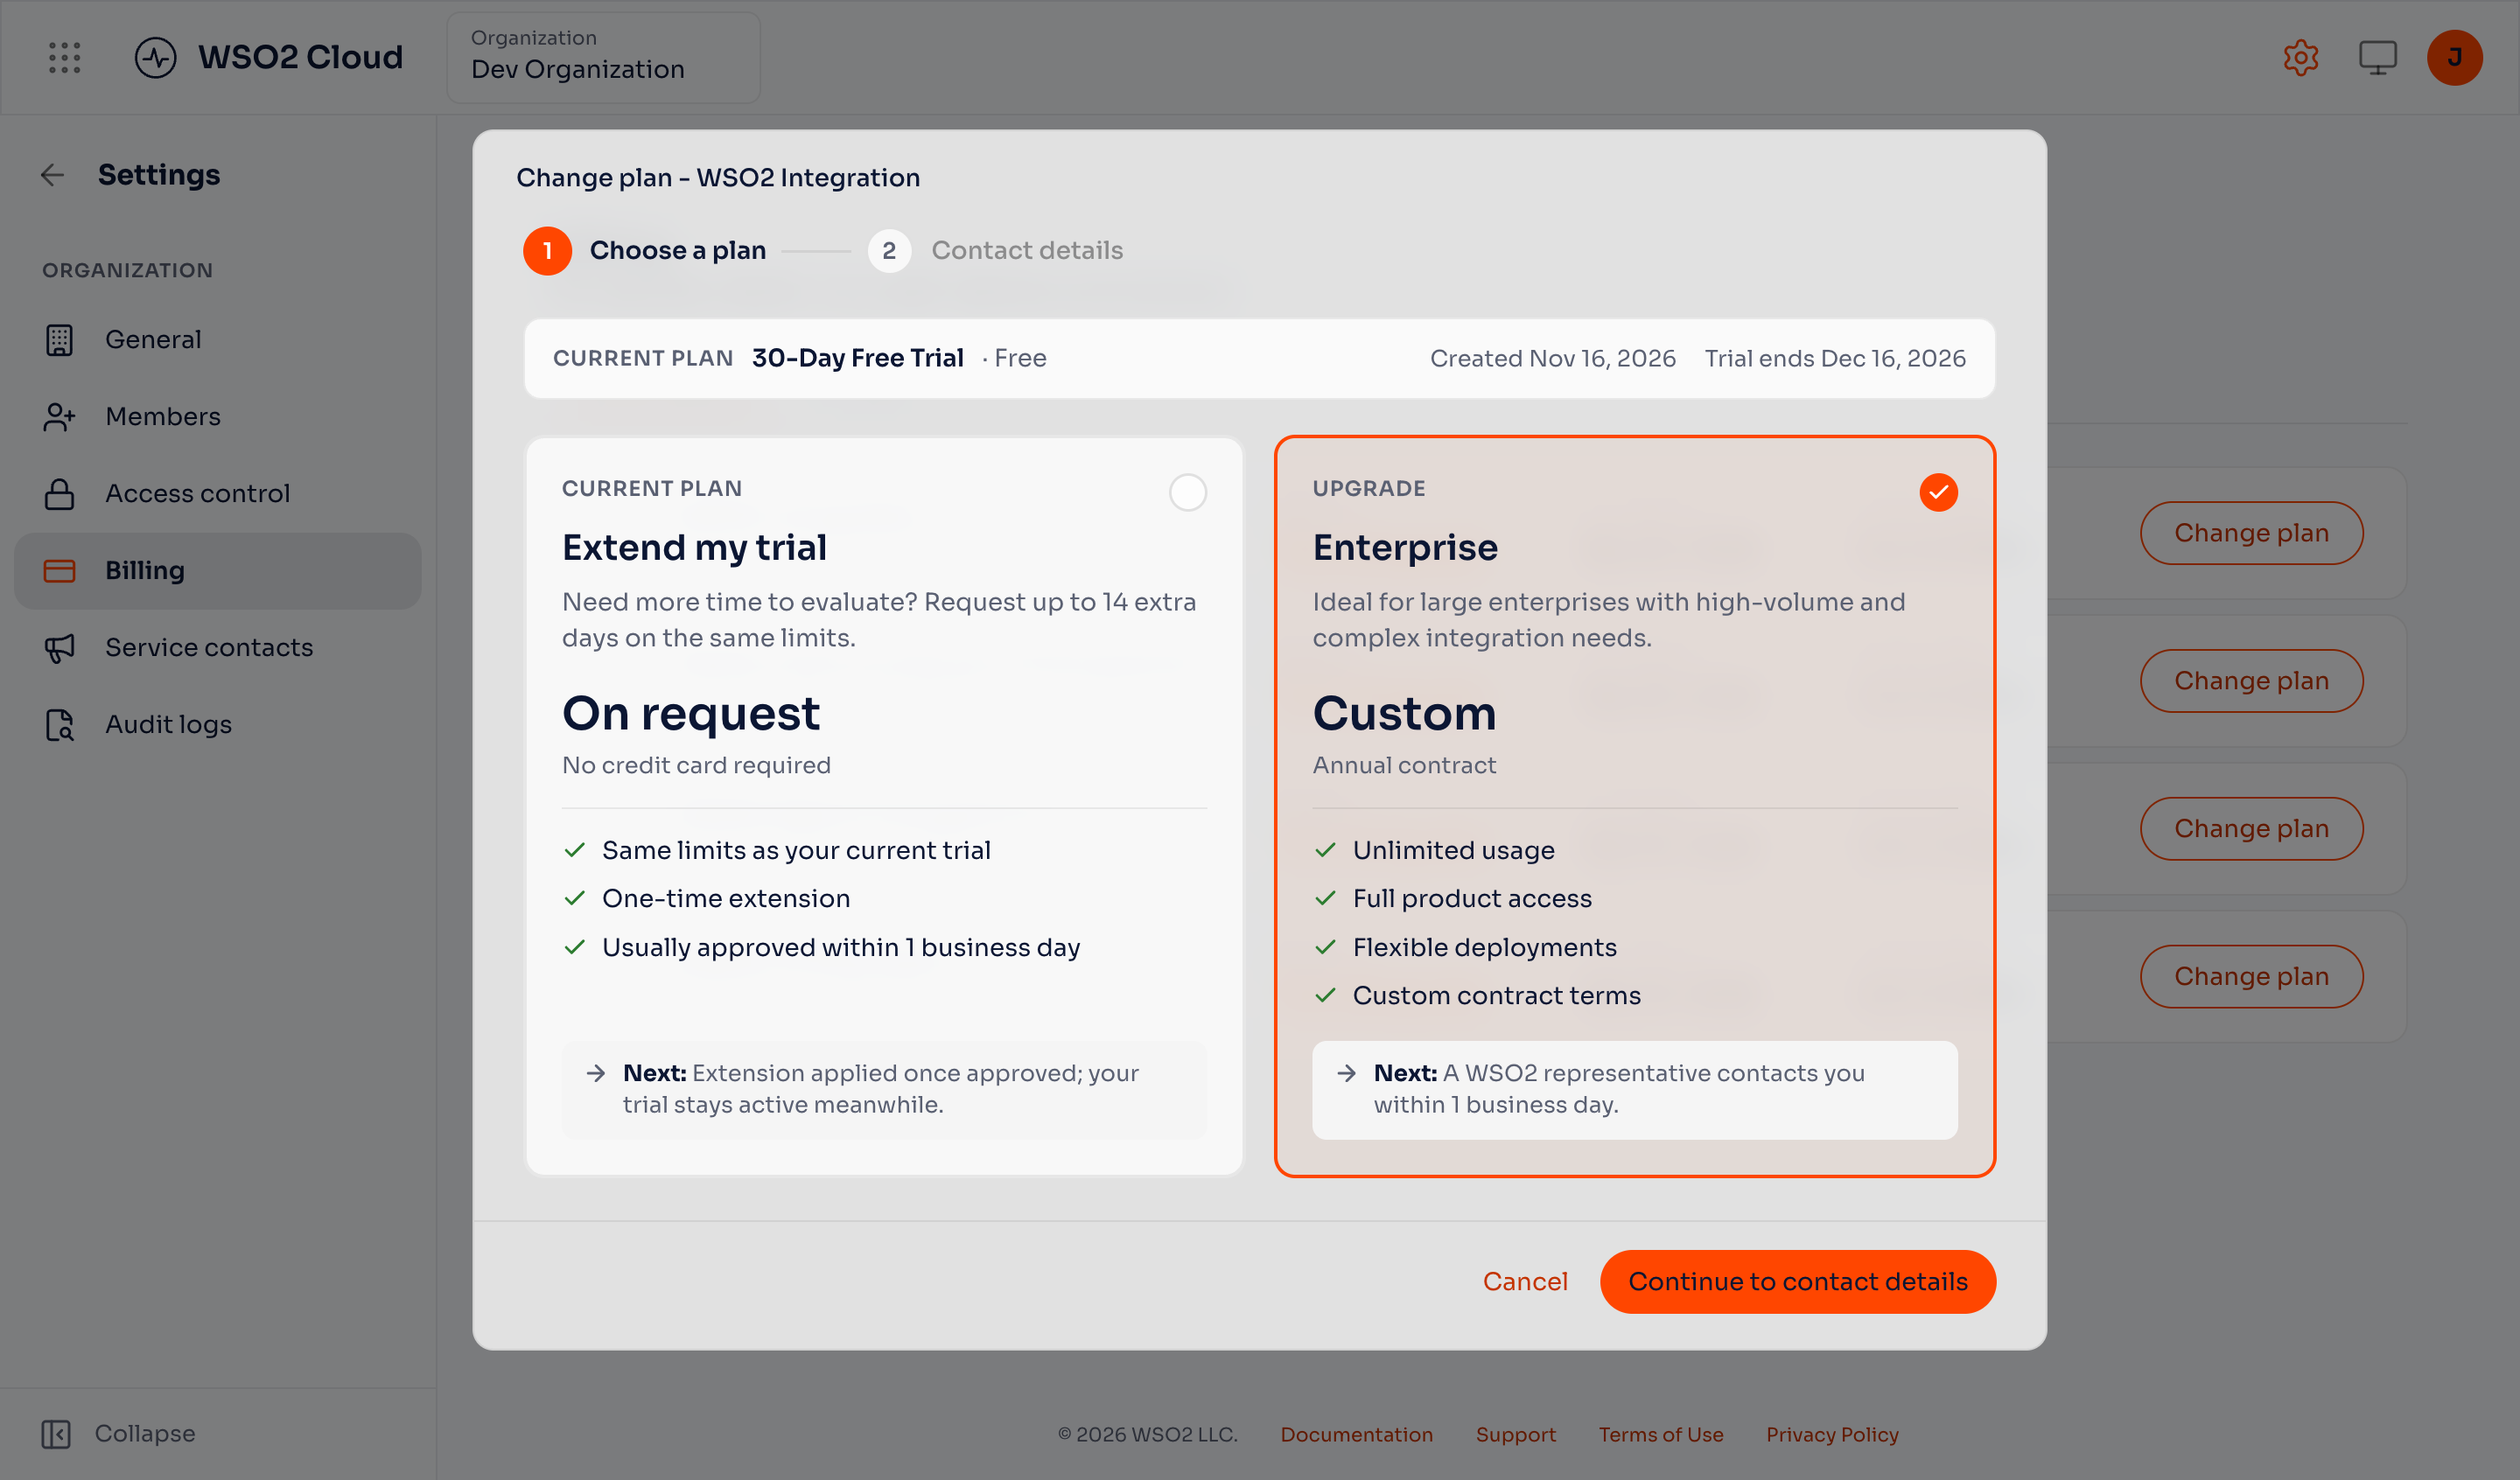 WSO2 Cloud
Organization
Dev Organization
J
Settings
ORGANIZATION
General
Members
Access control
Billing
Service contacts
Audit logs
Collapse
Change plan - WSO2 Integration
1 Choose a plan
2 Contact details
CURRENT PLAN 30-Day Free Trial · Free
Created Nov 16, 2026 Trial ends Dec 16, 2026
CURRENT PLAN
Extend my trial
Need more time to evaluate? Request up to 14 extra
days on the same limits.
On request
No credit card required
Same limits as your current trial
One-time extension
Usually approved within 1 business day
→ Next: Extension applied once approved; your
trial stays active meanwhile.
UPGRADE
Enterprise
Ideal for large enterprises with high-volume and
complex integration needs.
Custom
Annual contract
Unlimited usage
Full product access
Flexible deployments
Custom contract terms
→ Next: A WSO2 representative contacts you
within 1 business day.
Cancel
Continue to contact details
Change plan
Change plan
Change plan
Change plan
© 2026 WSO2 LLC. Documentation Support Terms of Use Privacy Policy